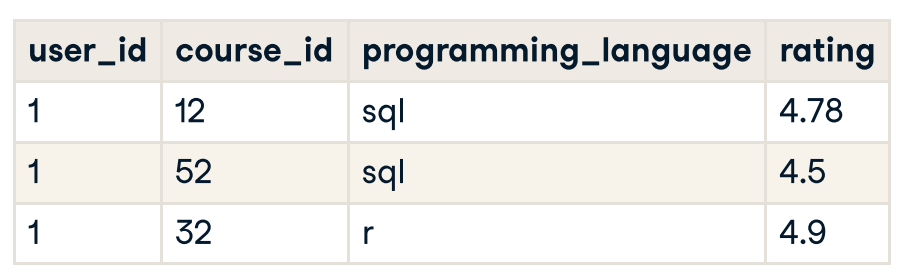 user_id course_id programming_language rating
1 12 sql 4.78
1 52 sql 4.5
1 32 r 4.9